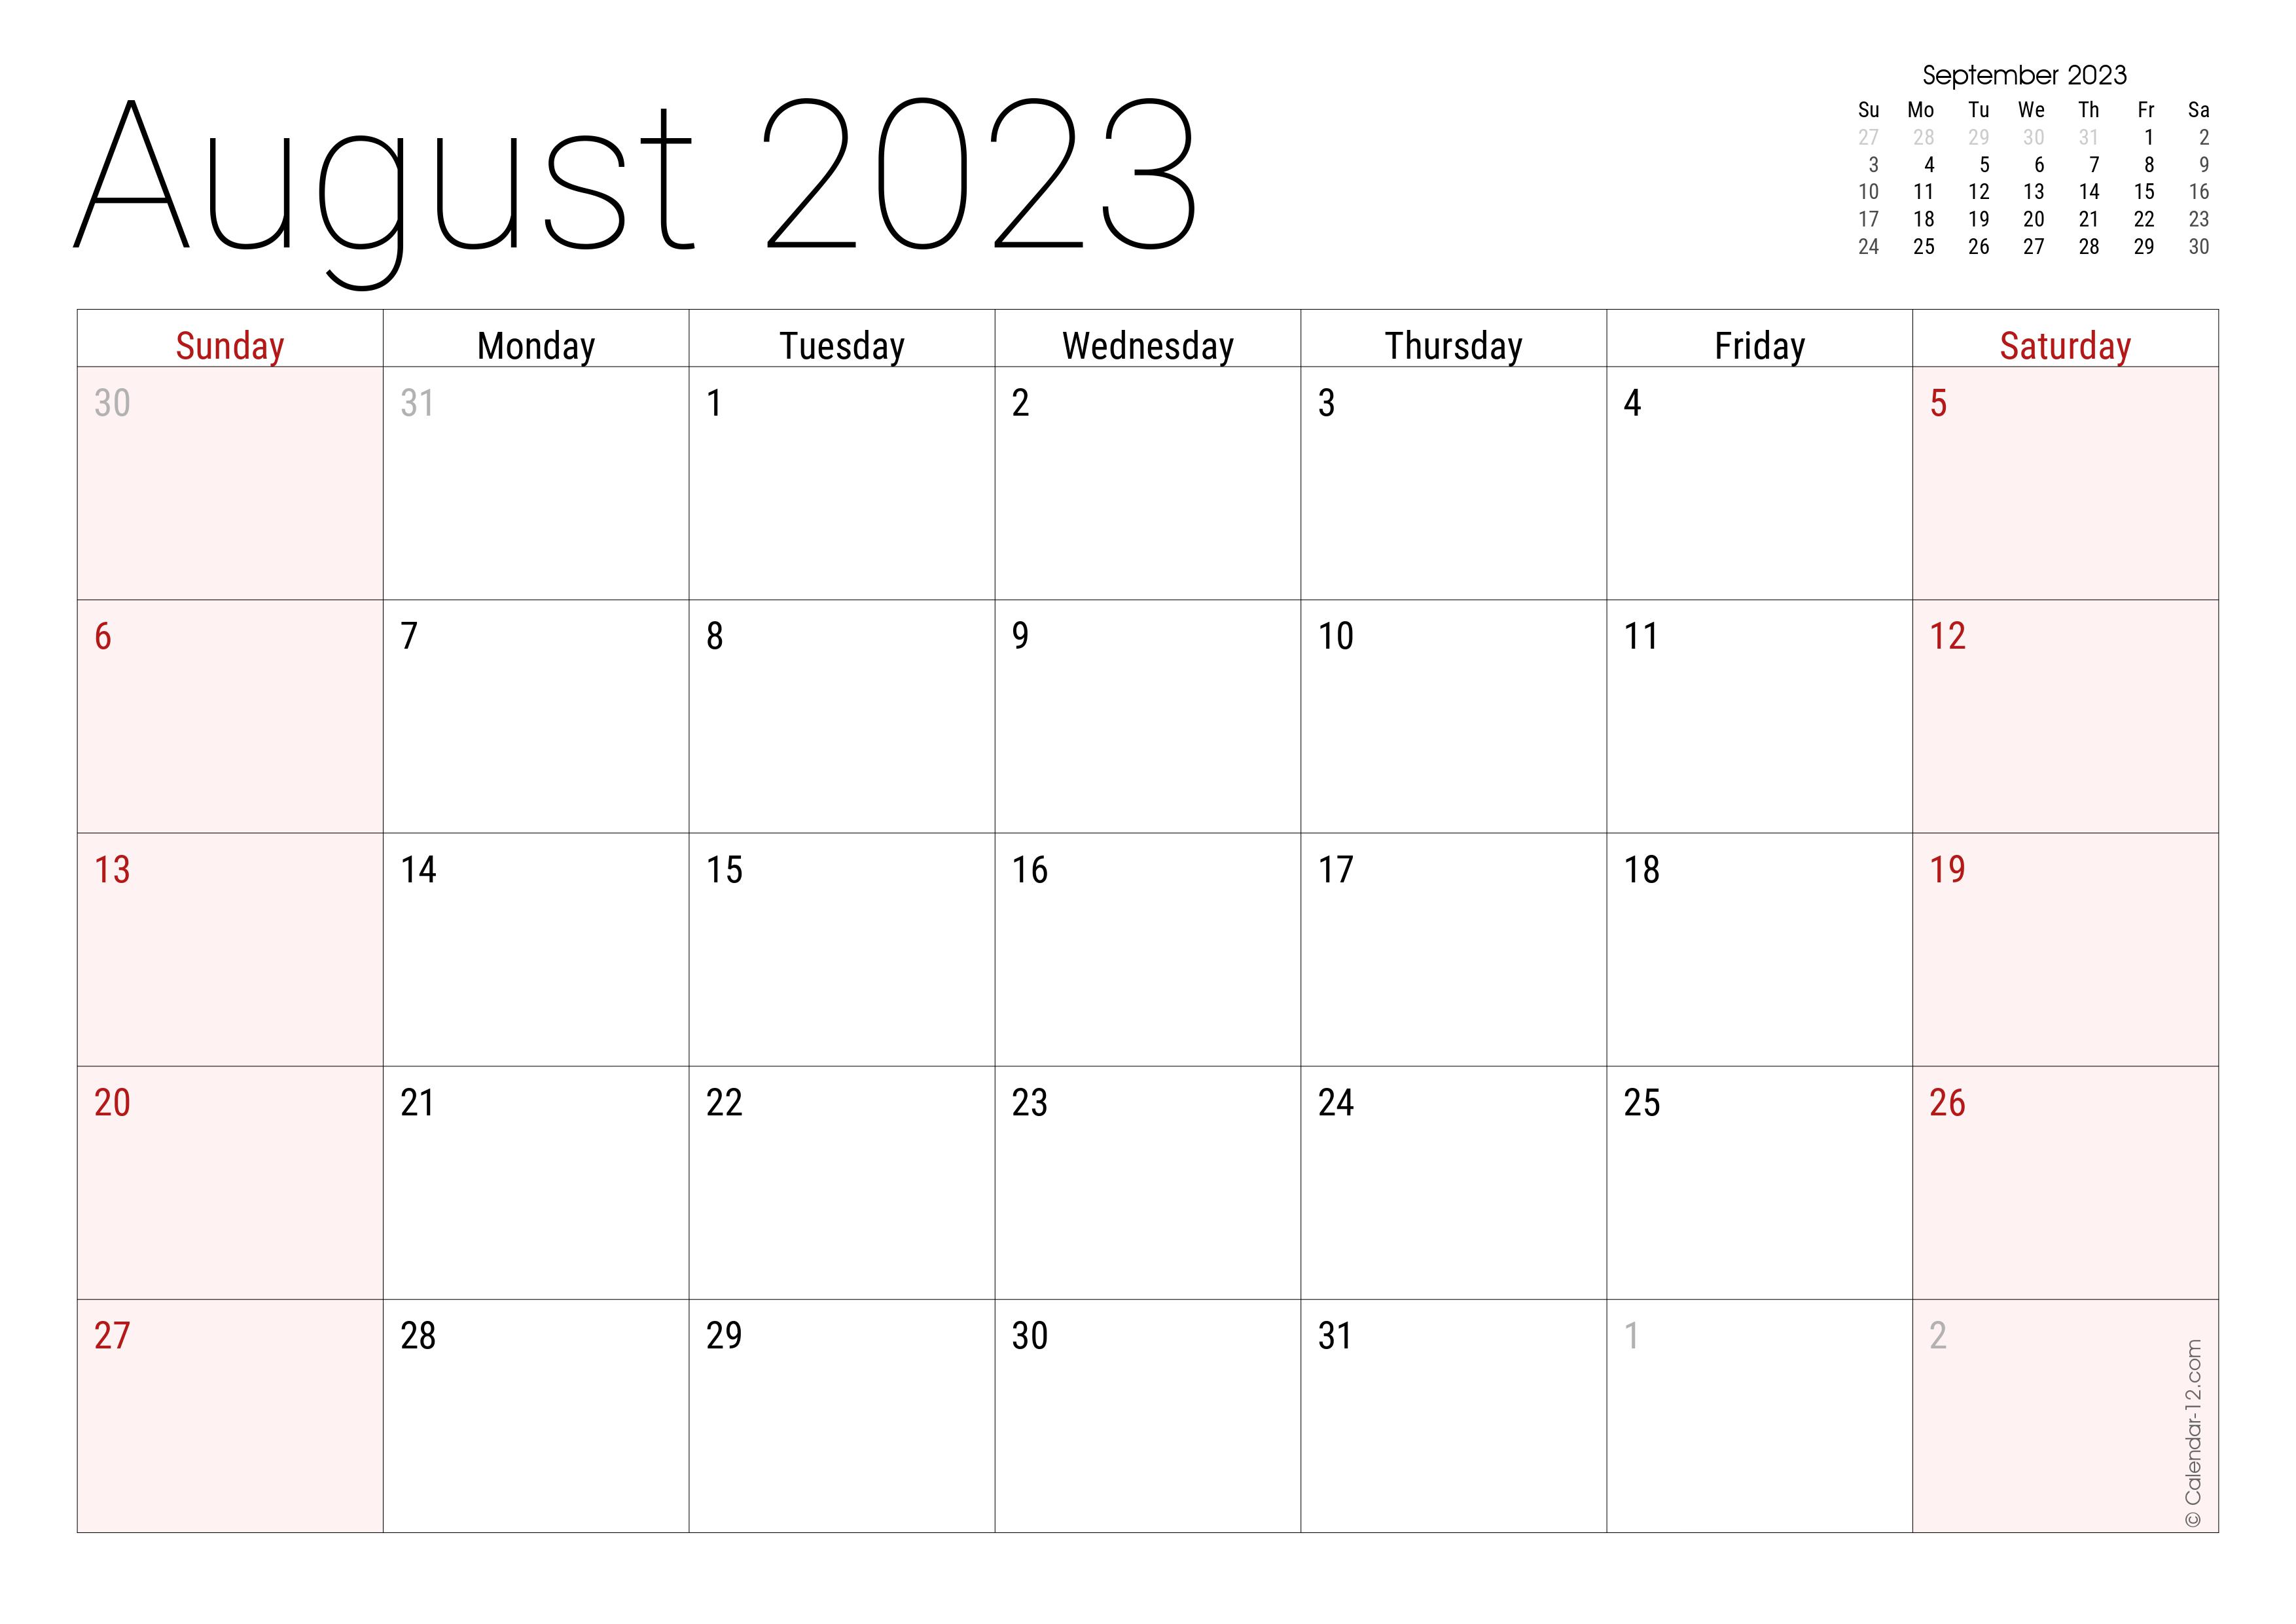 August 2023
September 2023
Su Mo Tu We Th Fr Sa
27 28 29 30 31 1 2
3 4 5 6 7 8 9
10 11 12 13 14 15 16
17 18 19 20 21 22 23
24 25 26 27 28 29 30
Sunday Monday Tuesday Wednesday Thursday Friday Saturday
30 31 1 2 3 4 5
6 7 8 9 10 11 12
13 14 15 16 17 18 19
20 21 22 23 24 25 26
27 28 29 30 31 1 2
© Calendar-12.com